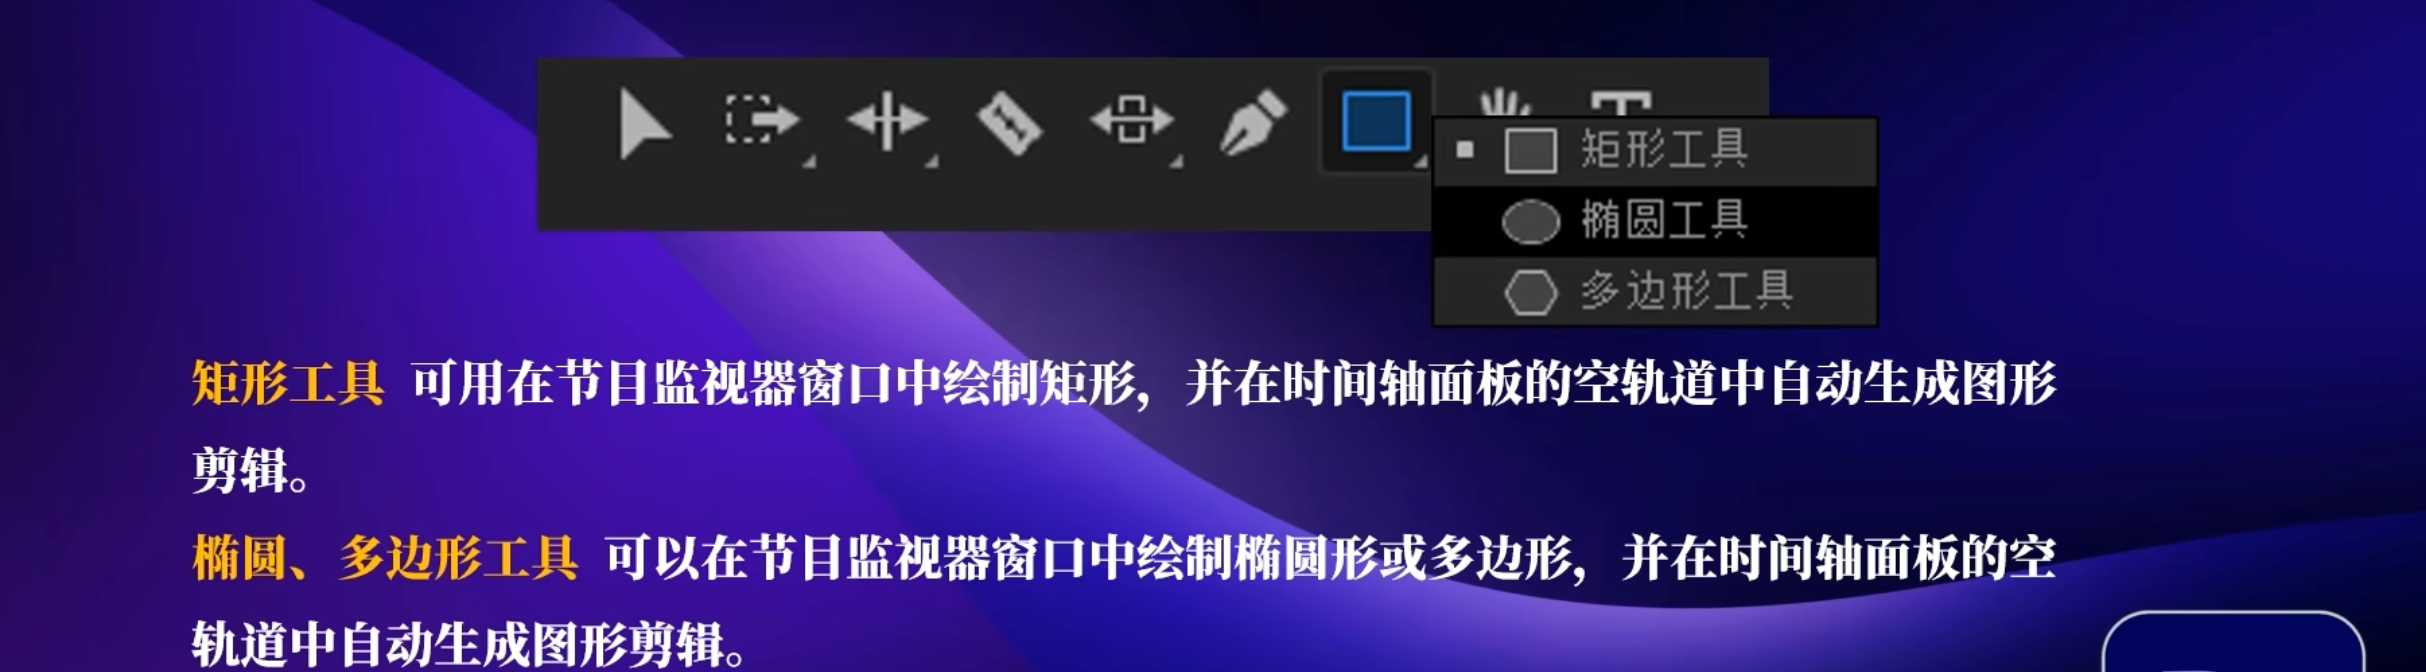 矩形工具
椭圆工具
多边形工具
矩形工具 可用在节目监视器窗口中绘制矩形，并在时间轴面板的空轨道中自动生成图形
剪辑。
椭圆、多边形工具 可以在节目监视器窗口中绘制椭圆形或多边形，并在时间轴面板的空
轨道中自动生成图形剪辑。